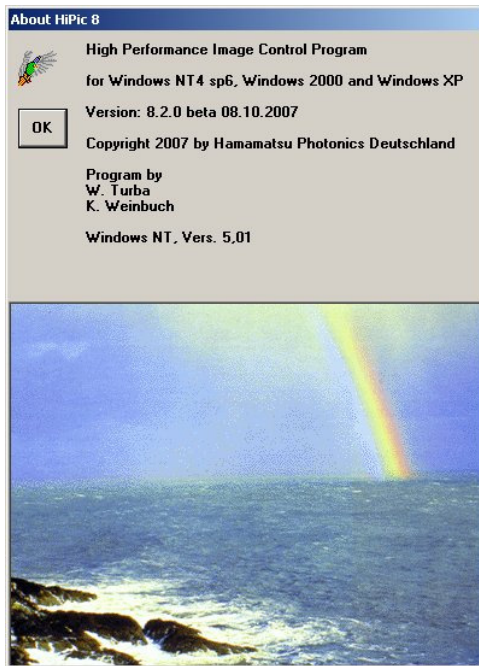 About HiPic 8
High Performance Image Control Program
for Windows NT4 sp6, Windows 2000 and Windows XP
Version: 8.2.0 beta 08.10.2007
OK
Copyright 2007 by Hamamatsu Photonics Deutschland
Program by
W. Turba
K. Weinbuch
Windows NT, Vers. 5,01